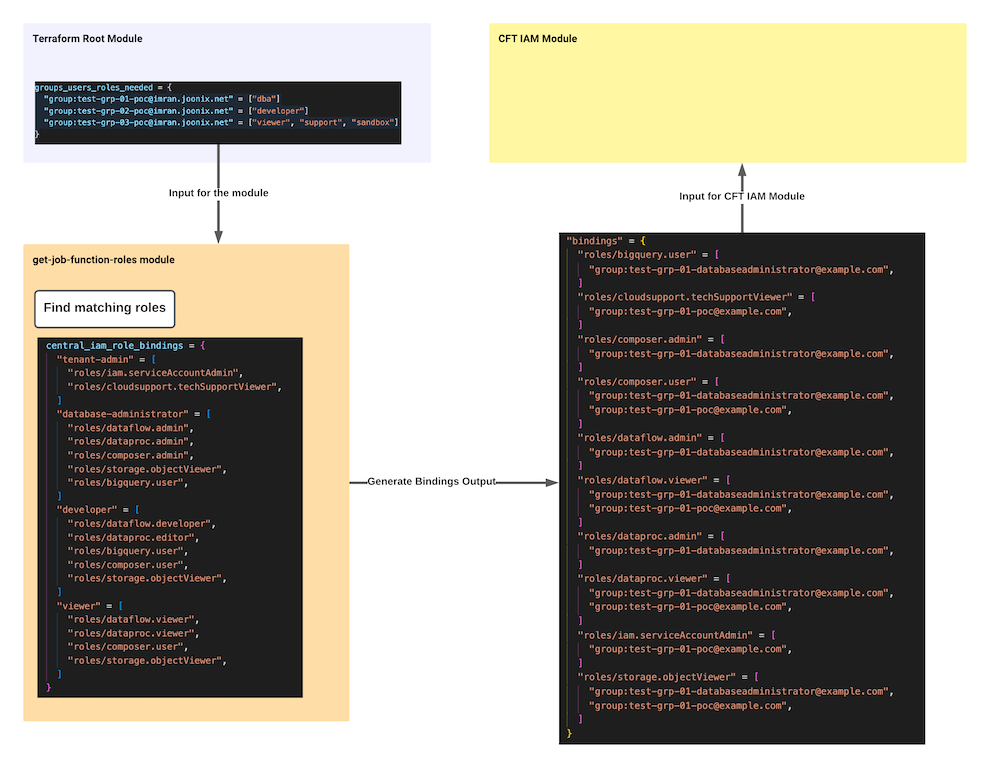 Terraform Root Module
groups_users_roles_needed = {
"group:test-grp-01-poc@imran.joonix.net" = ["dba"]
"group:test-grp-02-poc@imran.joonix.net" = ["developer"]
"group:test-grp-03-poc@imran.joonix.net" = ["viewer", "support", "sandbox"]
}
Input for the module
get-job-function-roles module
Find matching roles
central_iam_role_bindings = {
"tenant-admin" = [
"roles/iam.serviceAccountAdmin",
"roles/cloudsupport.techSupportViewer",
]
"database-administrator" = [
"roles/dataflow.admin",
"roles/dataproc.admin",
"roles/composer.admin",
"roles/storage.objectViewer",
"roles/bigquery.user",
]
"developer" = [
"roles/dataflow.developer",
"roles/dataproc.editor",
"roles/bigquery.user",
"roles/composer.user",
"roles/storage.objectViewer",
]
"viewer" = [
"roles/dataflow.viewer",
"roles/dataproc.viewer",
"roles/composer.user",
"roles/storage.objectViewer",
]
}
Generate Bindings Output
CFT IAM Module
Input for CFT IAM Module
"bindings" = {
"roles/bigquery.user" = [
"group:test-grp-01-databaseadministrator@example.com",
]
"roles/cloudsupport.techSupportViewer" = [
"group:test-grp-01-poc@example.com",
]
"roles/composer.admin" = [
"group:test-grp-01-databaseadministrator@example.com",
]
"roles/composer.user" = [
"group:test-grp-01-databaseadministrator@example.com",
"group:test-grp-01-poc@example.com",
]
"roles/dataflow.admin" = [
"group:test-grp-01-databaseadministrator@example.com",
]
"roles/dataflow.viewer" = [
"group:test-grp-01-databaseadministrator@example.com",
"group:test-grp-01-poc@example.com",
]
"roles/dataproc.admin" = [
"group:test-grp-01-databaseadministrator@example.com",
]
"roles/dataproc.viewer" = [
"group:test-grp-01-databaseadministrator@example.com",
"group:test-grp-01-poc@example.com",
]
"roles/iam.serviceAccountAdmin" = [
"group:test-grp-01-poc@example.com",
]
"roles/storage.objectViewer" = [
"group:test-grp-01-databaseadministrator@example.com",
"group:test-grp-01-poc@example.com",
]
}